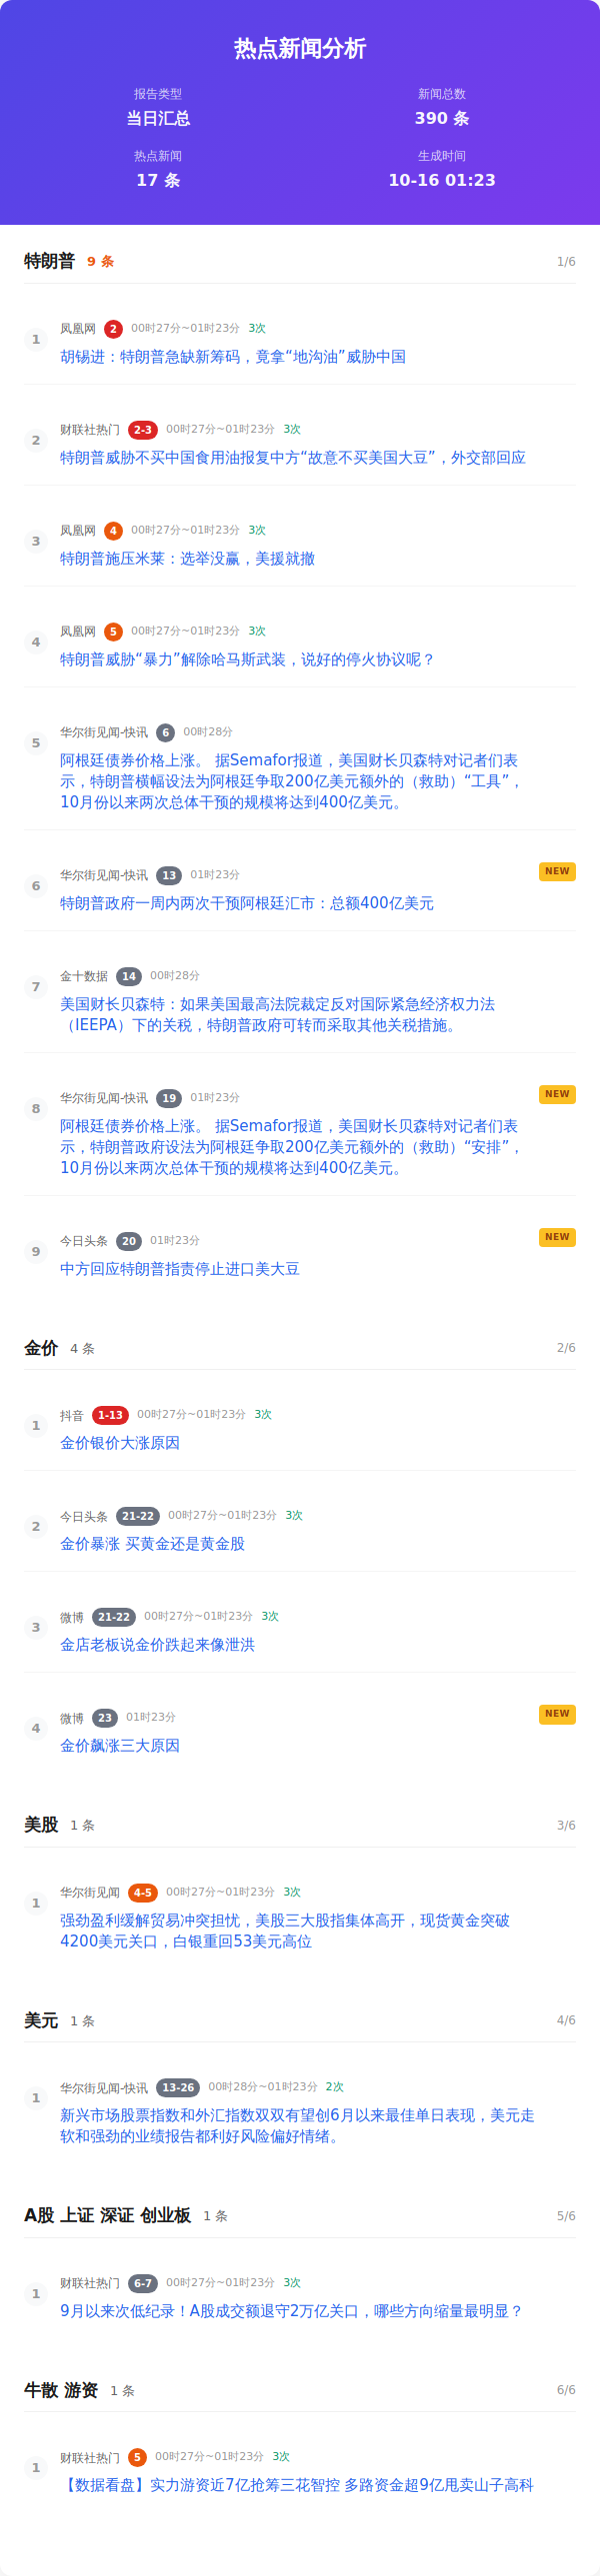 热点新闻分析
报告类型
当日汇总
新闻总数
390 条
热点新闻
17 条
生成时间
10-16 01:23
特朗普 9 条 1/6
1
凤凰网 2 00时27分~01时23分 3次
胡锡进：特朗普急缺新筹码，竟拿“地沟油”威胁中国
2
财联社热门 2-3 00时27分~01时23分 3次
特朗普威胁不买中国食用油报复中方“故意不买美国大豆”，外交部回应
3
凤凰网 4 00时27分~01时23分 3次
特朗普施压米莱：选举没赢，美援就撤
4
凤凰网 5 00时27分~01时23分 3次
特朗普威胁“暴力”解除哈马斯武装，说好的停火协议呢？
5
华尔街见闻-快讯 6 00时28分
阿根廷债券价格上涨。 据Semafor报道，美国财长贝森特对记者们表
示，特朗普横幅设法为阿根廷争取200亿美元额外的（救助）“工具”，
10月份以来两次总体干预的规模将达到400亿美元。
6
华尔街见闻-快讯 13 01时23分 NEW
特朗普政府一周内两次干预阿根廷汇市：总额400亿美元
7
金十数据 14 00时28分
美国财长贝森特：如果美国最高法院裁定反对国际紧急经济权力法
（IEEPA）下的关税，特朗普政府可转而采取其他关税措施。
8
华尔街见闻-快讯 19 01时23分 NEW
阿根廷债券价格上涨。 据Semafor报道，美国财长贝森特对记者们表
示，特朗普政府设法为阿根廷争取200亿美元额外的（救助）“安排”，
10月份以来两次总体干预的规模将达到400亿美元。
9
今日头条 20 01时23分 NEW
中方回应特朗普指责停止进口美大豆
金价 4 条 2/6
1
抖音 1-13 00时27分~01时23分 3次
金价银价大涨原因
2
今日头条 21-22 00时27分~01时23分 3次
金价暴涨 买黄金还是黄金股
3
微博 21-22 00时27分~01时23分 3次
金店老板说金价跌起来像泄洪
4
微博 23 01时23分 NEW
金价飙涨三大原因
美股 1 条 3/6
1
华尔街见闻 4-5 00时27分~01时23分 3次
强劲盈利缓解贸易冲突担忧，美股三大股指集体高开，现货黄金突破
4200美元关口，白银重回53美元高位
美元 1 条 4/6
1
华尔街见闻-快讯 13-26 00时28分~01时23分 2次
新兴市场股票指数和外汇指数双双有望创6月以来最佳单日表现，美元走
软和强劲的业绩报告都利好风险偏好情绪。
A股 上证 深证 创业板 1 条 5/6
1
财联社热门 6-7 00时27分~01时23分 3次
9月以来次低纪录！A股成交额退守2万亿关口，哪些方向缩量最明显？
牛散 游资 1 条 6/6
1
财联社热门 5 00时27分~01时23分 3次
【数据看盘】实力游资近7亿抢筹三花智控 多路资金超9亿甩卖山子高科